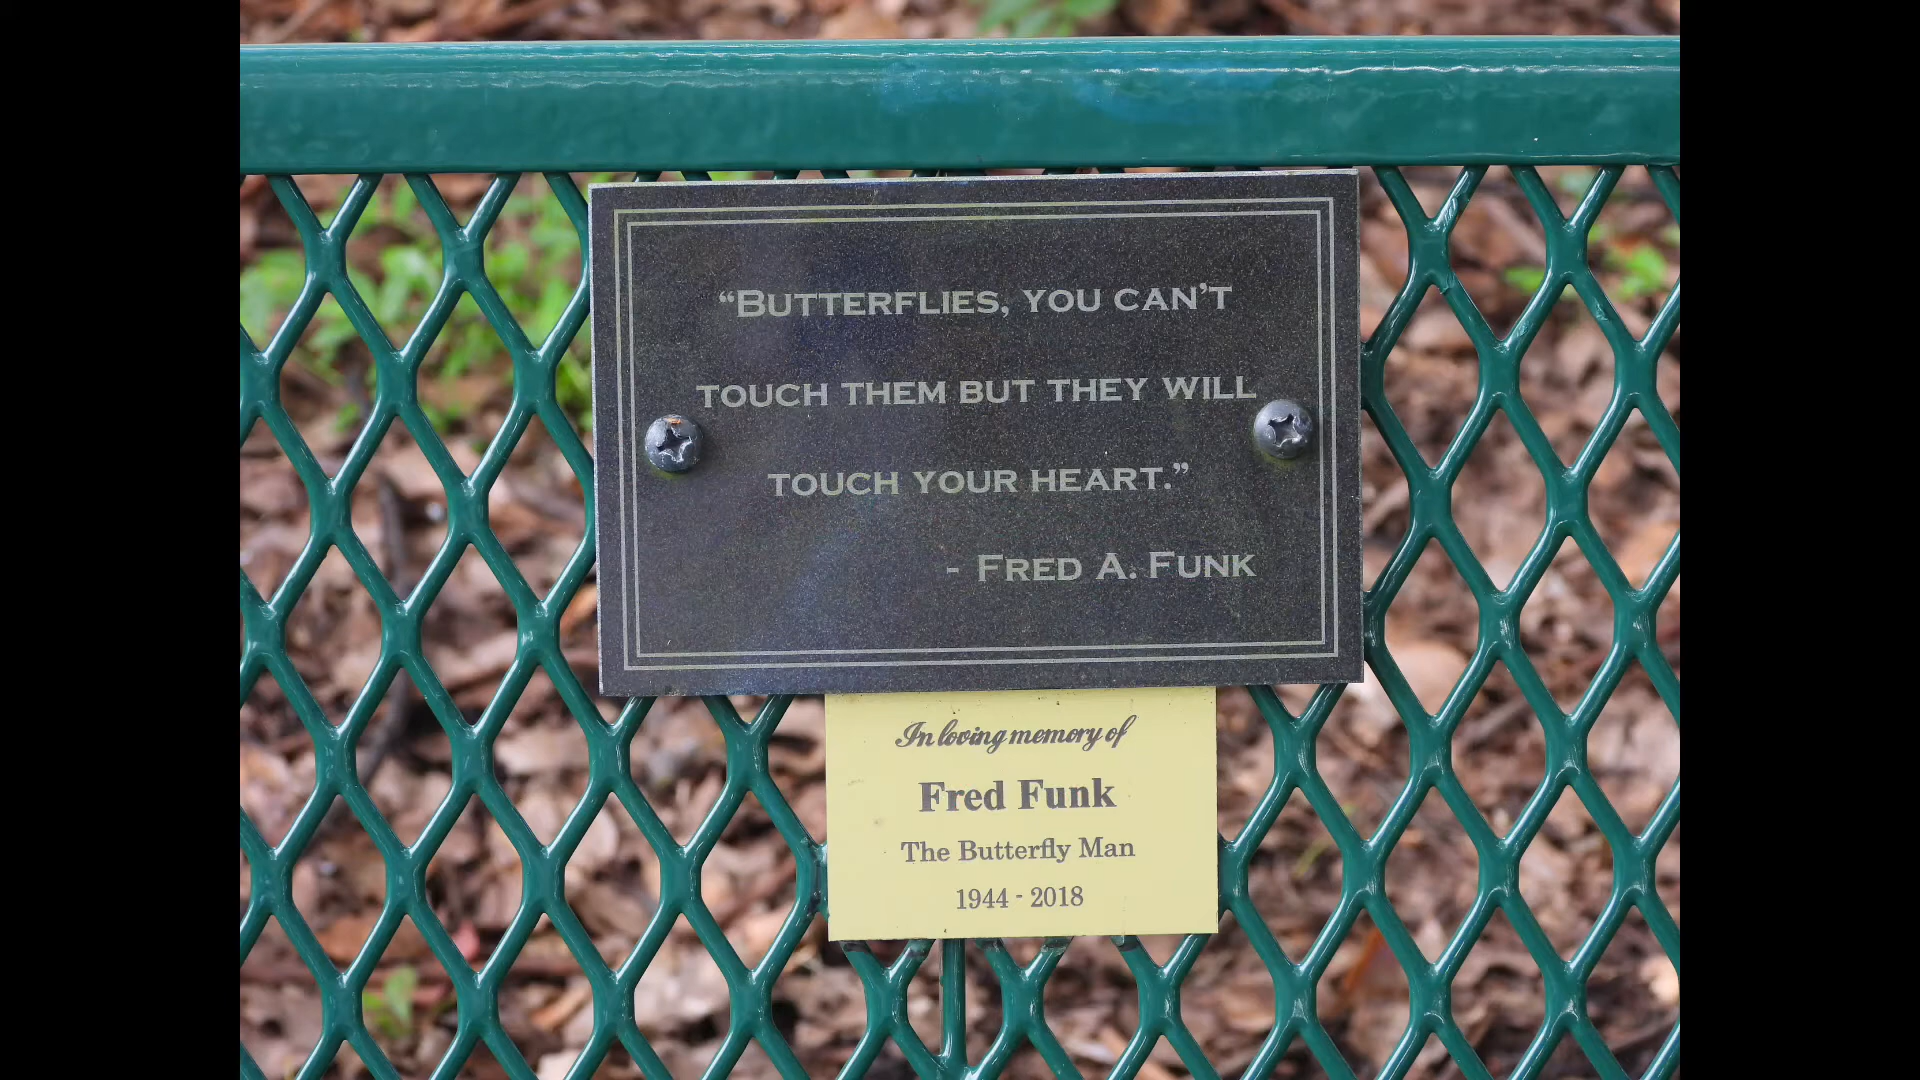 “BUTTERFLIES, YOU CAN’T
TOUCH THEM BUT THEY WILL
TOUCH YOUR HEART.”
- FRED A. FUNK
In loving memory of
Fred Funk
The Butterfly Man
1944 - 2018